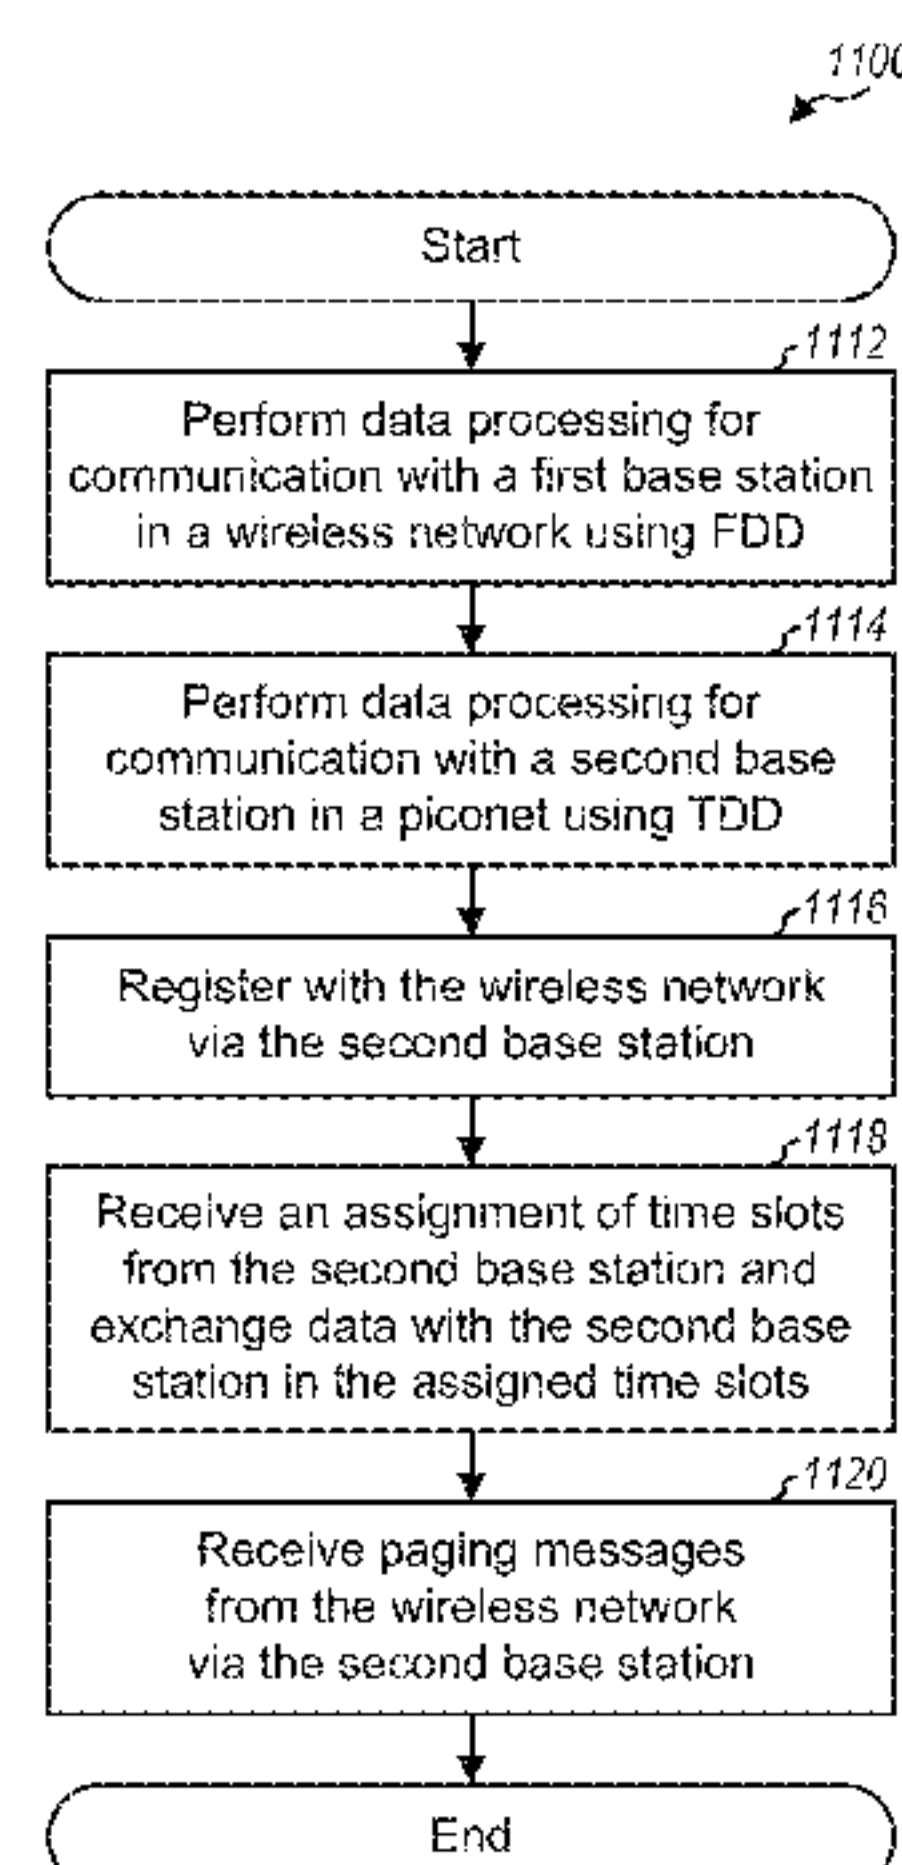 1100
Start
1112
Perform data processing for
communication with a first base station
in a wireless network using FDD
1114
Perform data processing for
communication with a second base
station in a piconet using TDD
1116
Register with the wireless network
via the second base station
1118
Receive an assignment of time slots
from the second base station and
exchange data with the second base
station in the assigned time slots
1120
Receive paging messages
from the wireless network
via the second base station
End